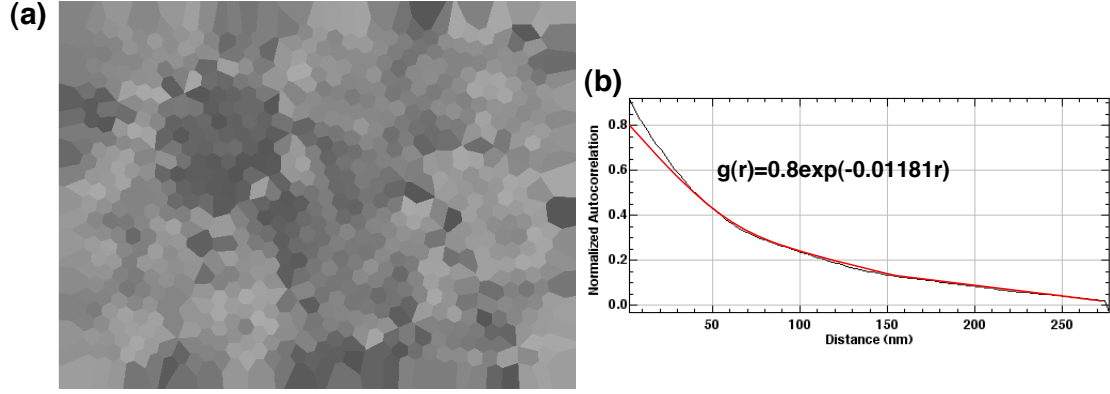 (a)
(b)
Normalized Autocorrelation
0.8
0.6
0.4
0.2
0.0
g(r)=0.8exp(-0.01181r)
50
100
150
200
250
Distance (nm)